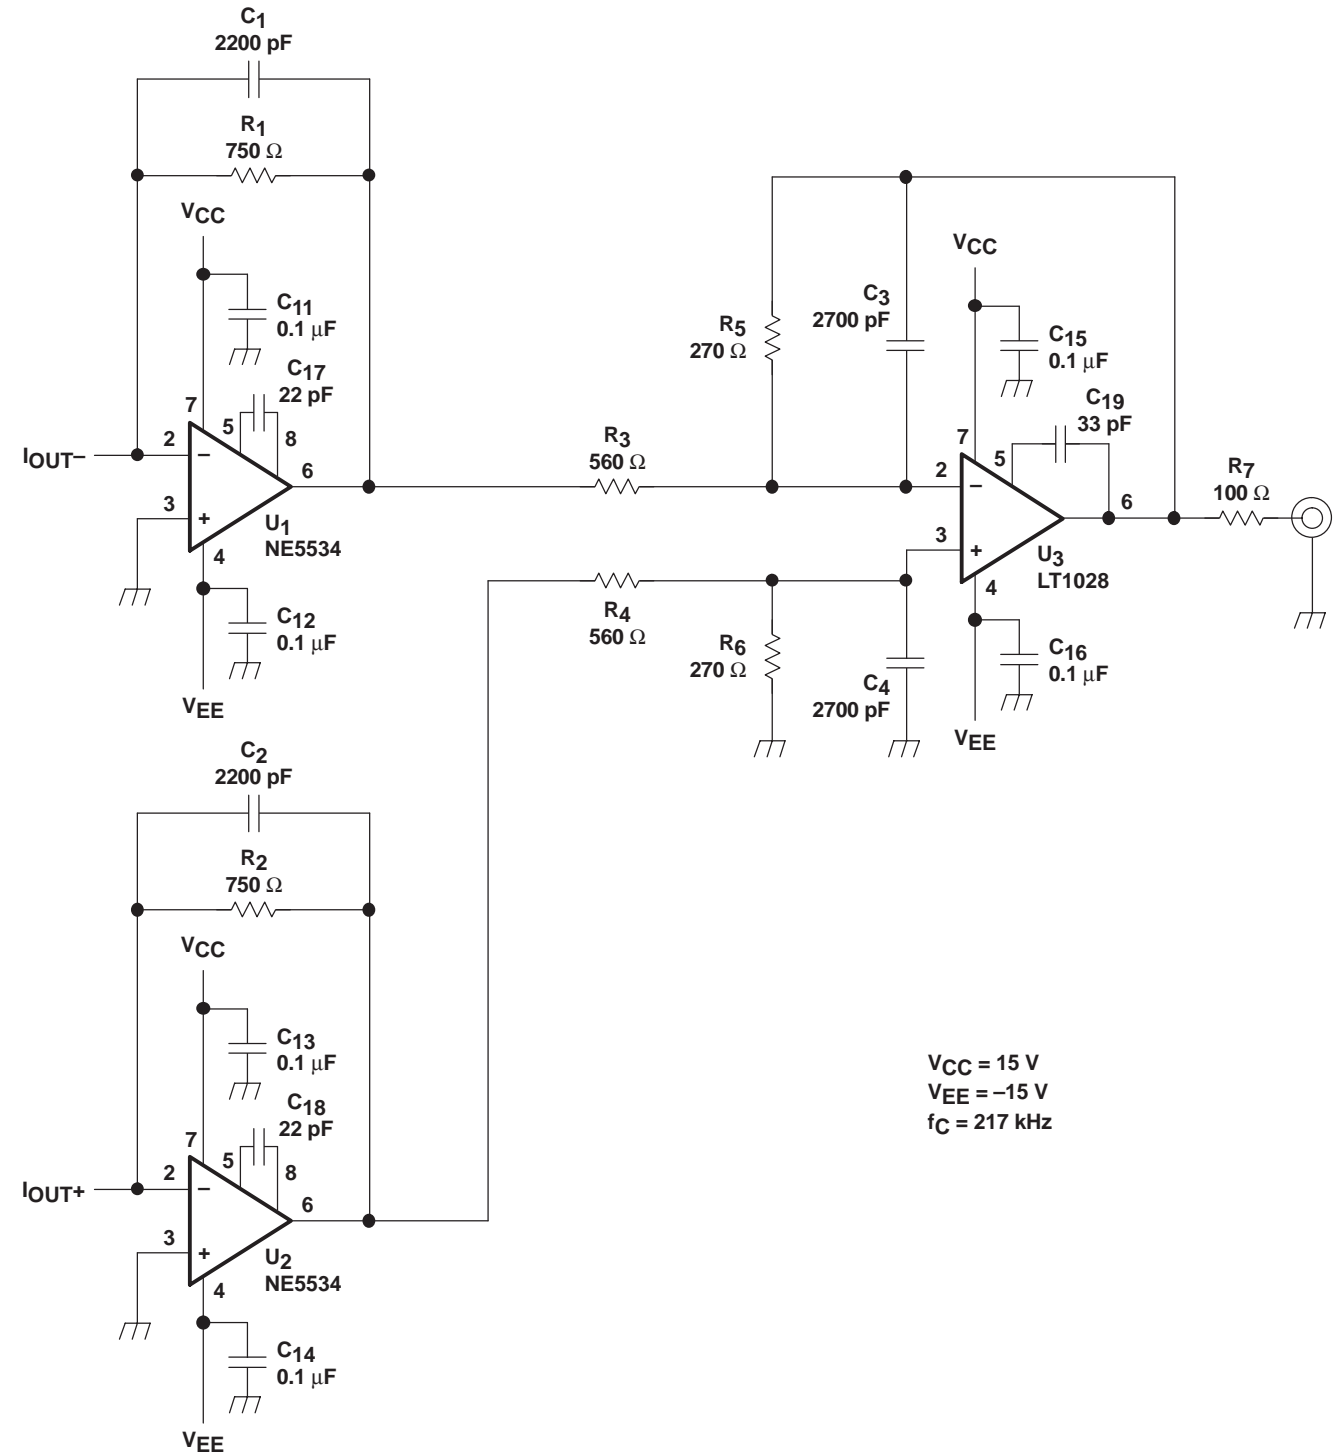 C1
2200 pF
R1
750 Ω
VCC
C11
0.1 μF
C17
22 pF
7
5
8
2
–
IOUT–
6
3
+
U1
NE5534
4
C12
0.1 μF
VEE
R3
560 Ω
R5
270 Ω
C3
2700 pF
VCC
C15
0.1 μF
C19
33 pF
7
5
2
–
6
3
+
U3
LT1028
4
R7
100 Ω
R4
560 Ω
R6
270 Ω
C4
2700 pF
C16
0.1 μF
VEE
C2
2200 pF
R2
750 Ω
VCC
C13
0.1 μF
C18
22 pF
7
5
8
2
–
IOUT+
6
3
+
U2
NE5534
4
C14
0.1 μF
VEE
VCC = 15 V
VEE = –15 V
fC = 217 kHz